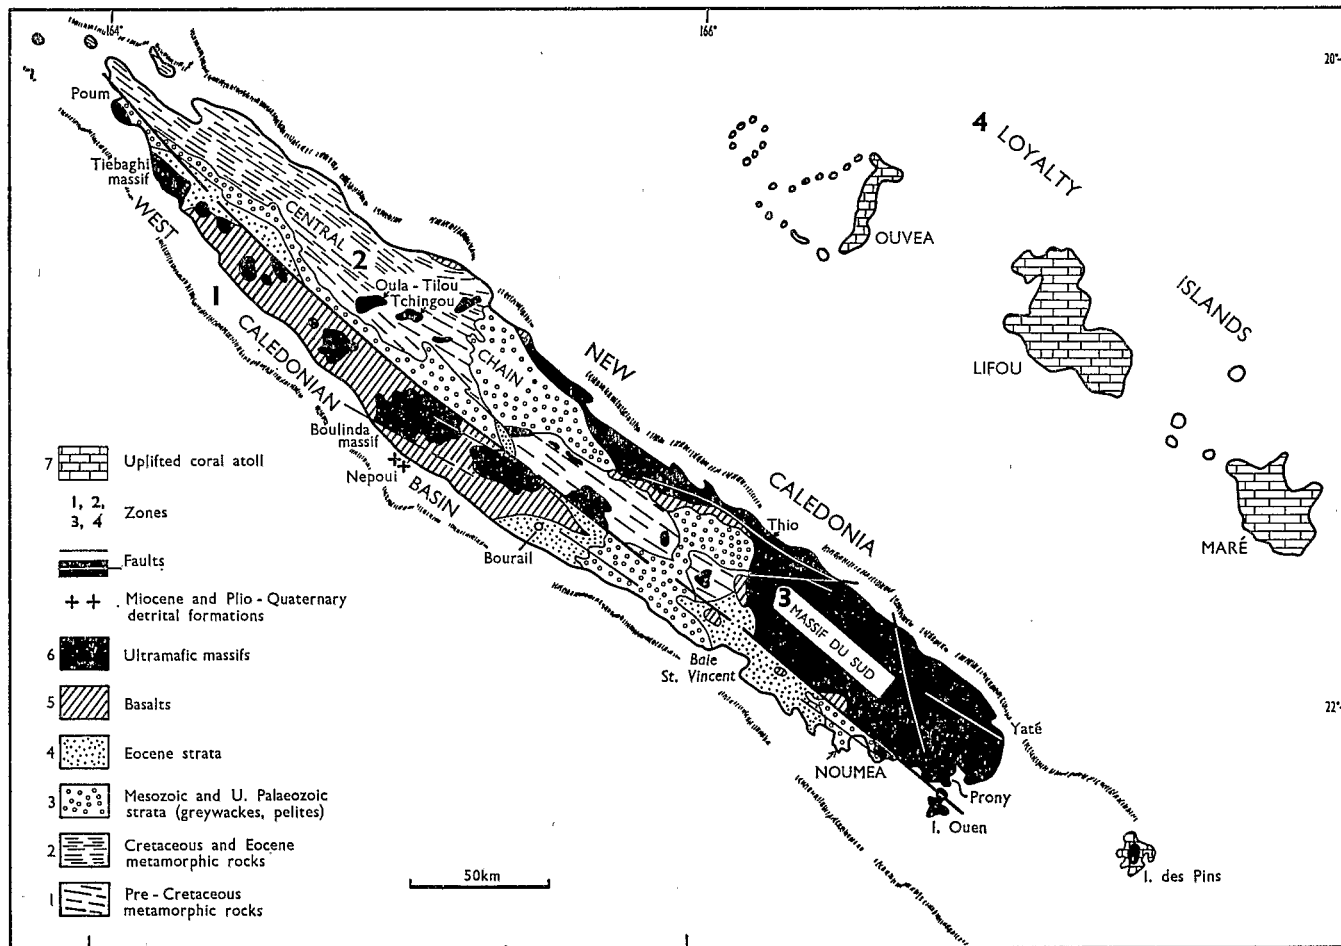 164°
166°
20°
Poum
Tiebaghi
massif
WEST
CALEDONIAN
BASIN
1
CENTRAL
2
CHAIN
Oula - Tilou
Tchingou
NEW
CALEDONIA
4 LOYALTY
ISLANDS
OUVEA
LIFOU
MARÉ
Boulinda
massif
Nepoui
Bourail
Thio
3
MASSIF DU SUD
Baie
St. Vincent
22°
Yaté
NOUMEA
Prony
I. Ouen
I. des Pins
7 Uplifted coral atoll
1, 2,
3, 4 Zones
Faults
++ Miocene and Plio - Quaternary
detrital formations
6 Ultramafic massifs
5 Basalts
4 Eocene strata
3 Mesozoic and U. Palaeozoic
strata (greywackes, pelites)
2 Cretaceous and Eocene
metamorphic rocks
1 Pre - Cretaceous
metamorphic rocks
50km